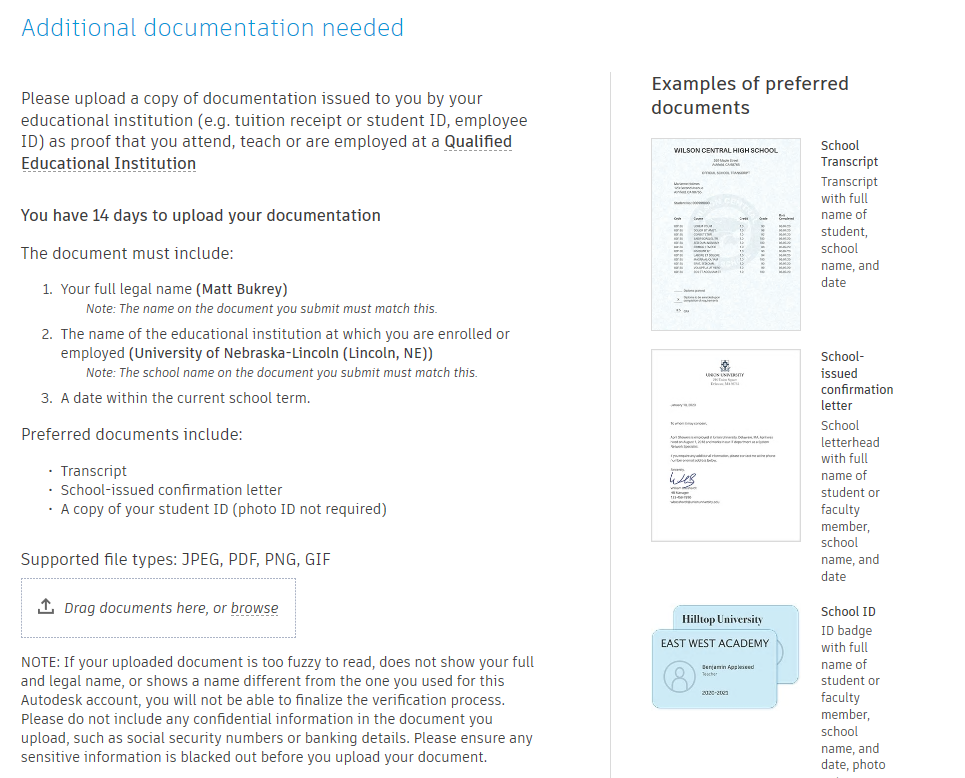 Additional documentation needed
Please upload a copy of documentation issued to you by your
educational institution (e.g. tuition receipt or student ID, employee
ID) as proof that you attend, teach or are employed at a Qualified
Educational Institution
You have 14 days to upload your documentation
The document must include:
1. Your full legal name (Matt Bukrey)
Note: The name on the document you submit must match this.
2. The name of the educational institution at which you are enrolled or
employed (University of Nebraska-Lincoln (Lincoln, NE))
Note: The school name on the document you submit must match this.
3. A date within the current school term.
Preferred documents include:
· Transcript
· School-issued confirmation letter
· A copy of your student ID (photo ID not required)
Supported file types: JPEG, PDF, PNG, GIF
Drag documents here, or browse
NOTE: If your uploaded document is too fuzzy to read, does not show your full
and legal name, or shows a name different from the one you used for this
Autodesk account, you will not be able to finalize the verification process.
Please do not include any confidential information in the document you
upload, such as social security numbers or banking details. Please ensure any
sensitive information is blacked out before you upload your document.
Examples of preferred
documents
WILSON CENTRAL HIGH SCHOOL
OFFICIAL SCHOOL TRANSCRIPT
School
Transcript
Transcript
with full
name of
student,
school
name, and
date
UNION UNIVERSITY
School-
issued
confirmation
letter
School
letterhead
with full
name of
student or
faculty
member,
school
name, and
date
Hilltop University
EAST WEST ACADEMY
Benjamin Appleseed
Teacher
2020-2021
School ID
ID badge
with full
name of
student or
faculty
member,
school
name, and
date, photo